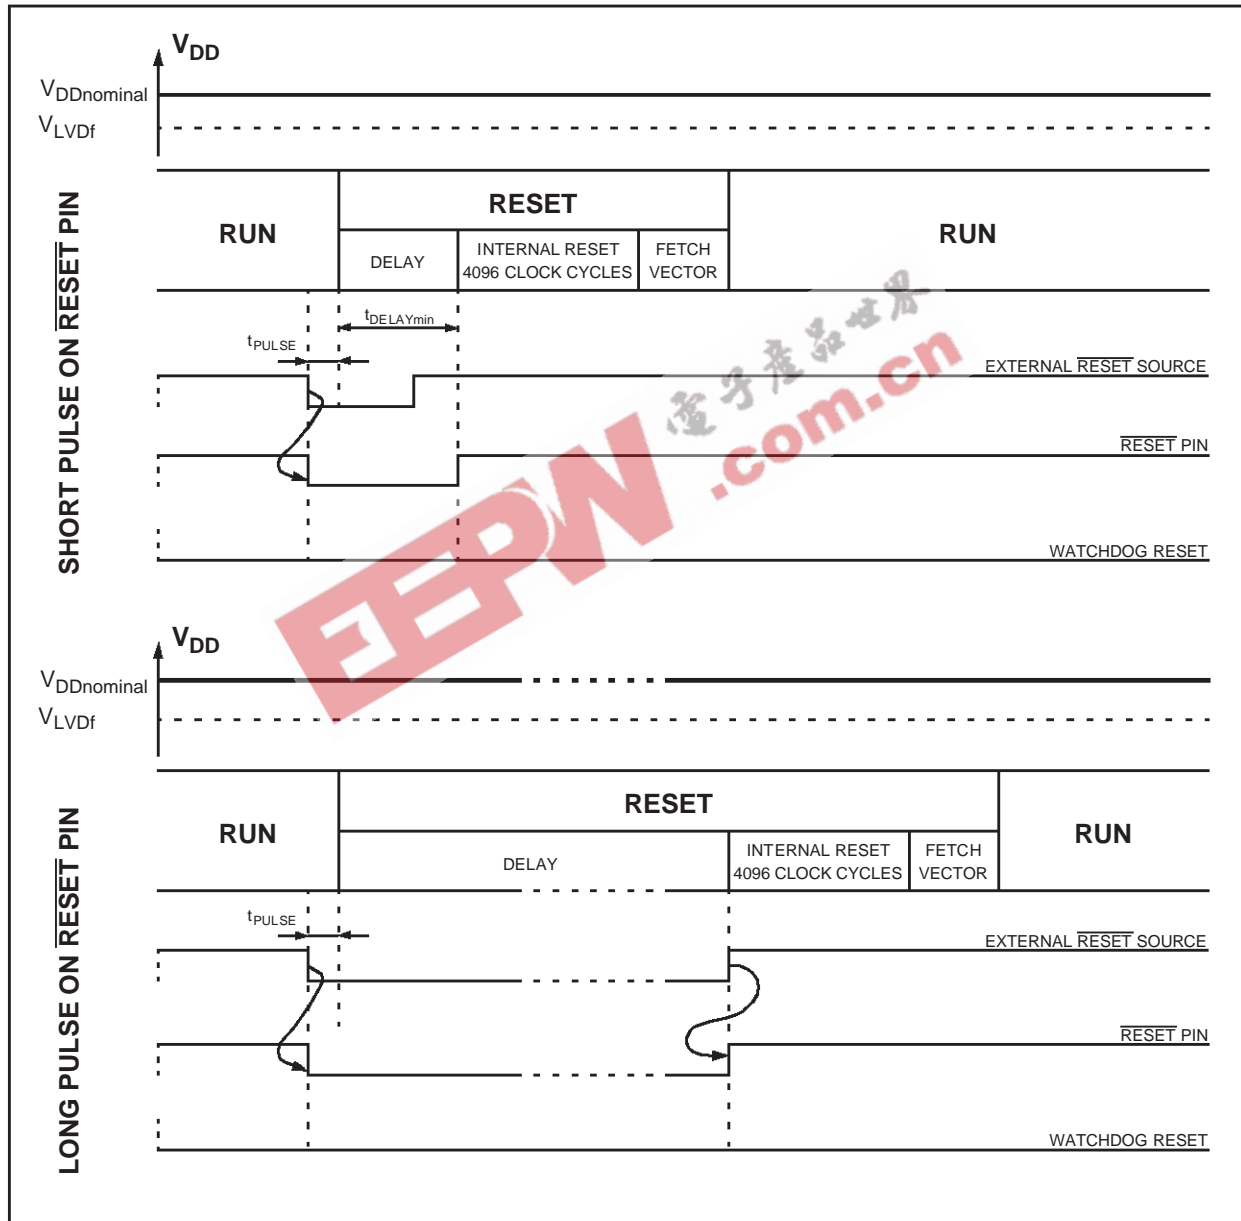 VDD
VDDnominal
VLVDf
SHORT PULSE ON RESET PIN
RUN
RESET
RUN
DELAY
INTERNAL RESET
4096 CLOCK CYCLES
FETCH
VECTOR
tDELAYmin
tPULSE
EXTERNAL RESET SOURCE
RESET PIN
WATCHDOG RESET
電子產品世界
EEPW
.com.cn
VDD
VDDnominal
VLVDf
LONG PULSE ON RESET PIN
RUN
RESET
RUN
DELAY
INTERNAL RESET
4096 CLOCK CYCLES
FETCH
VECTOR
tPULSE
EXTERNAL RESET SOURCE
RESET PIN
WATCHDOG RESET